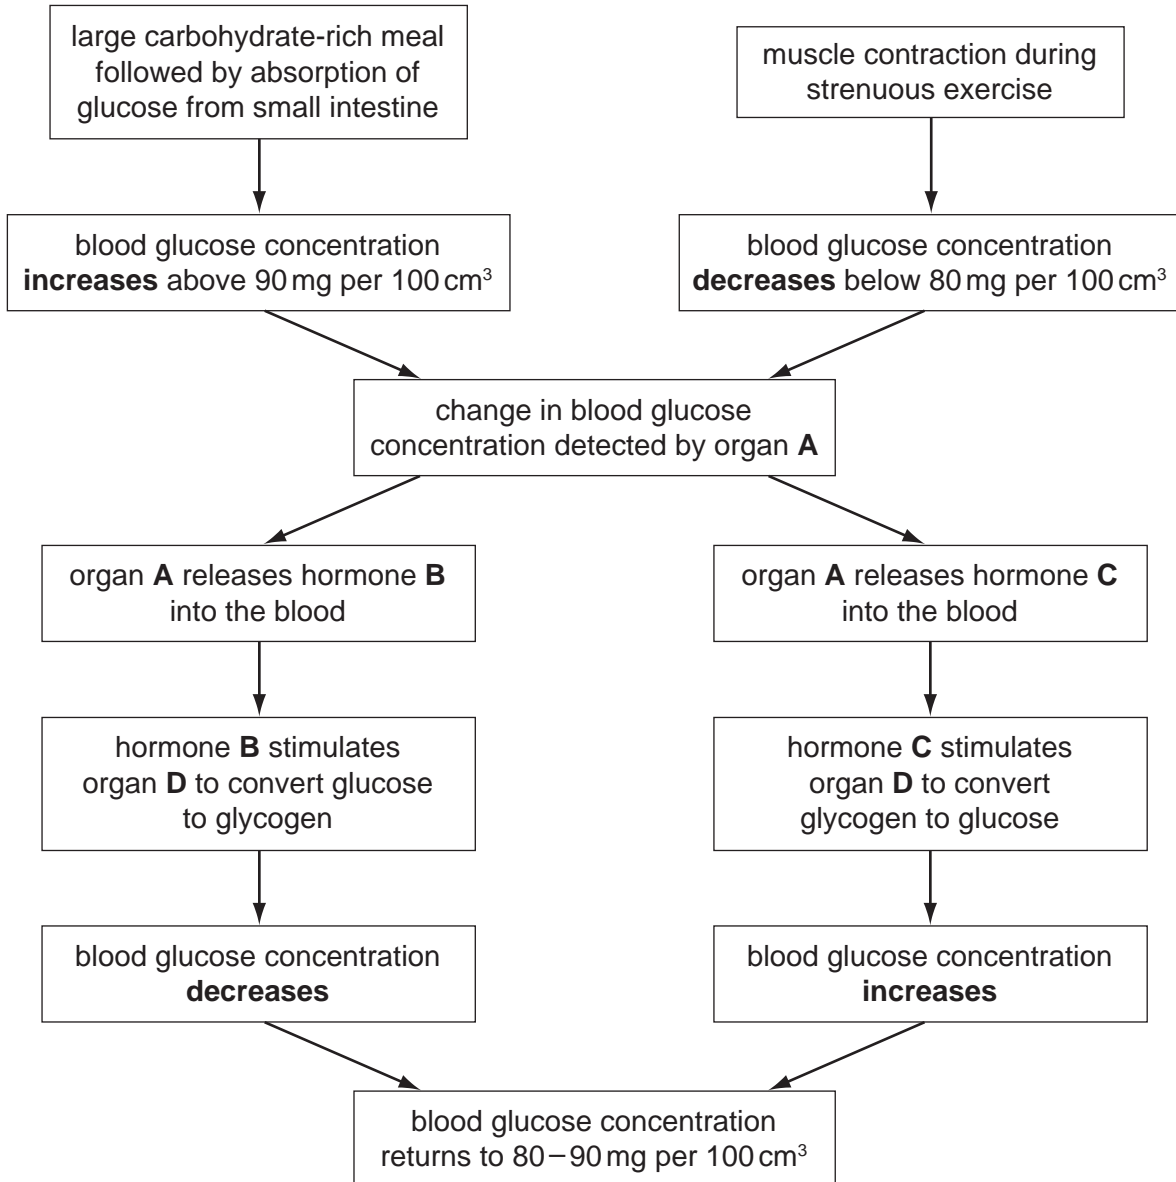 large carbohydrate-rich meal
followed by absorption of
glucose from small intestine
muscle contraction during
strenuous exercise
blood glucose concentration
increases above 90 mg per 100 cm³
blood glucose concentration
decreases below 80 mg per 100 cm³
change in blood glucose
concentration detected by organ A
organ A releases hormone B
into the blood
organ A releases hormone C
into the blood
hormone B stimulates
organ D to convert glucose
to glycogen
hormone C stimulates
organ D to convert
glycogen to glucose
blood glucose concentration
decreases
blood glucose concentration
increases
blood glucose concentration
returns to 80–90 mg per 100 cm³